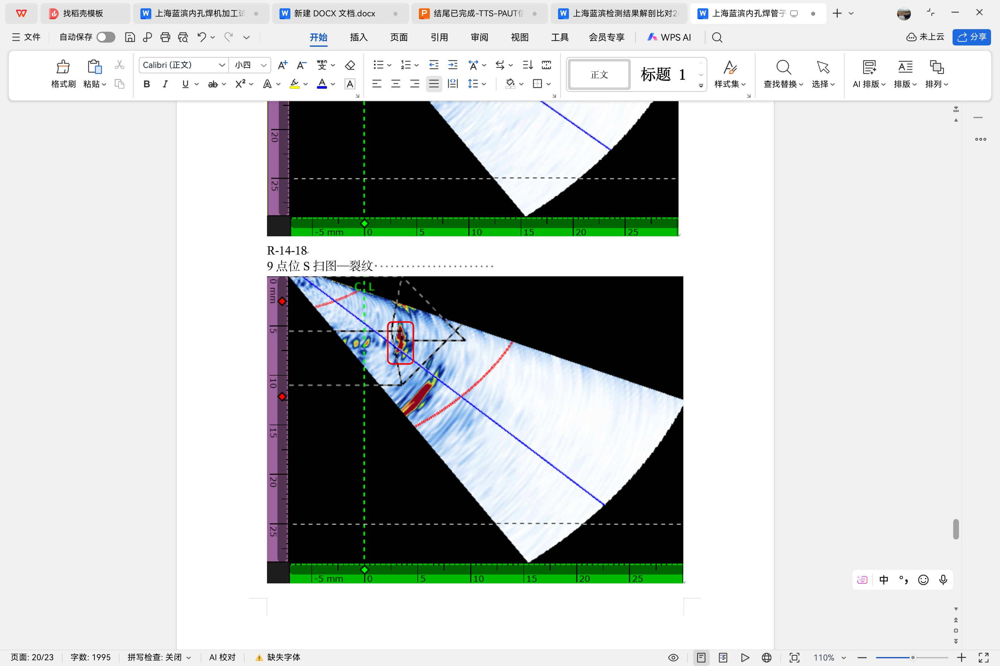 找稻壳模板
上海蓝滨内孔焊机加工试
新建 DOCX 文档.docx
结尾已完成-TTS-PAUT信
上海蓝滨检测结果解剖比对2
上海蓝滨内孔焊管子
文件
自动保存
开始
插入
页面
引用
审阅
视图
工具
会员专享
WPS AI
未上云
分享
格式刷
粘贴
Calibri (正文)
小四
正文
标题 1
样式集
查找替换
选择
AI 排版
排版
排列
20
25
-5 mm 0 5 10 15 20 25
R-14-18
9 点位 S 扫图—裂纹
C L
0 mm
5
10
15
20
25
-5 mm 0 5 10 15 20 25
中
页面: 20/23
字数: 1995
拼写检查: 关闭
AI 校对
缺失字体
110%